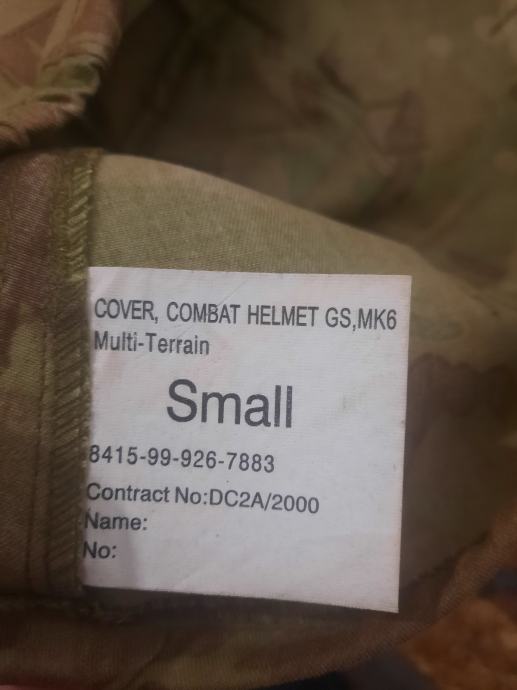 COVER, COMBAT HELMET GS,MK6
Multi-Terrain
Small
8415-99-926-7883
Contract No:DC2A/2000
Name:
No: